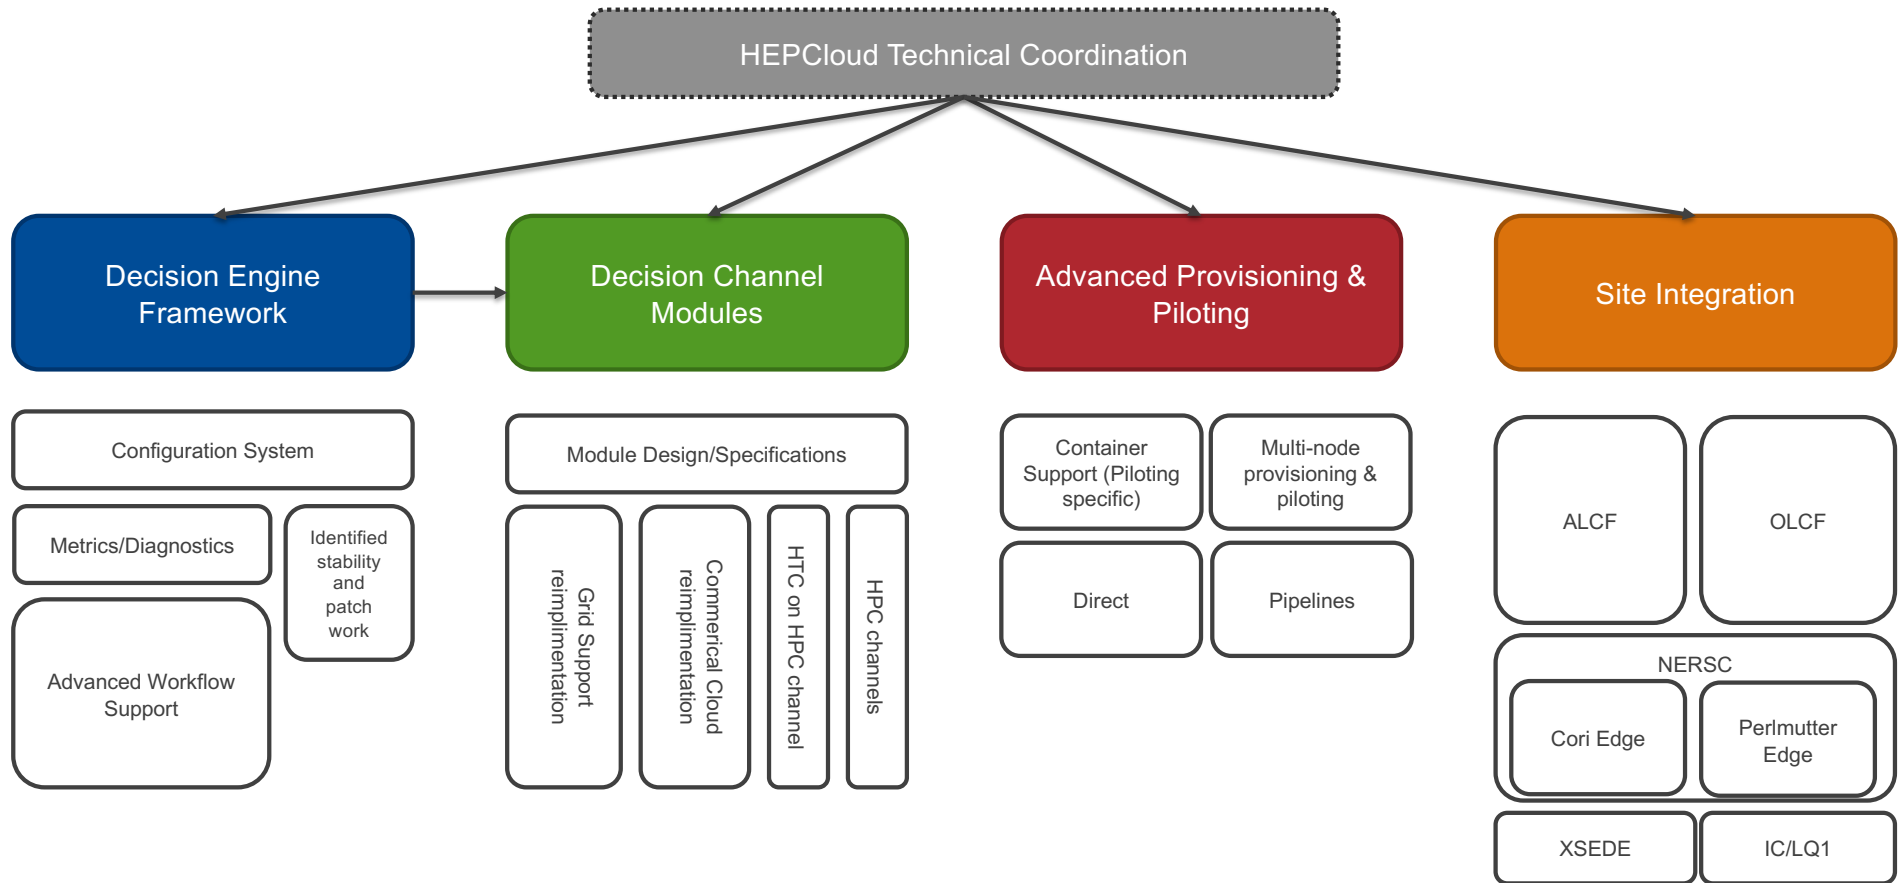 HEPCloud Technical Coordination
Decision Engine
Framework
Decision Channel
Modules
Advanced Provisioning &
Piloting
Site Integration
Configuration System
Metrics/Diagnostics
Identified
stability
and
patch
work
Advanced Workflow
Support
Module Design/Specifications
Grid Support
reimplimentation
Commerical Cloud
reimplimentation
HTC on HPC channel
HPC channels
Container
Support (Piloting
specific)
Multi-node
provisioning &
piloting
Direct
Pipelines
ALCF
OLCF
NERSC
Cori Edge
Perlmutter
Edge
XSEDE
IC/LQ1